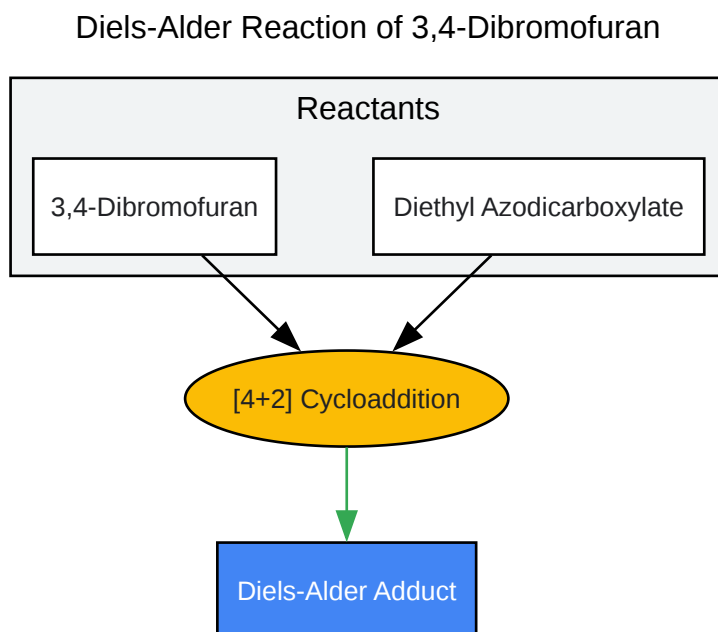 Diels-Alder Reaction of 3,4-Dibromofuran
Reactants
3,4-Dibromofuran
Diethyl Azodicarboxylate
[4+2] Cycloaddition
Diels-Alder Adduct